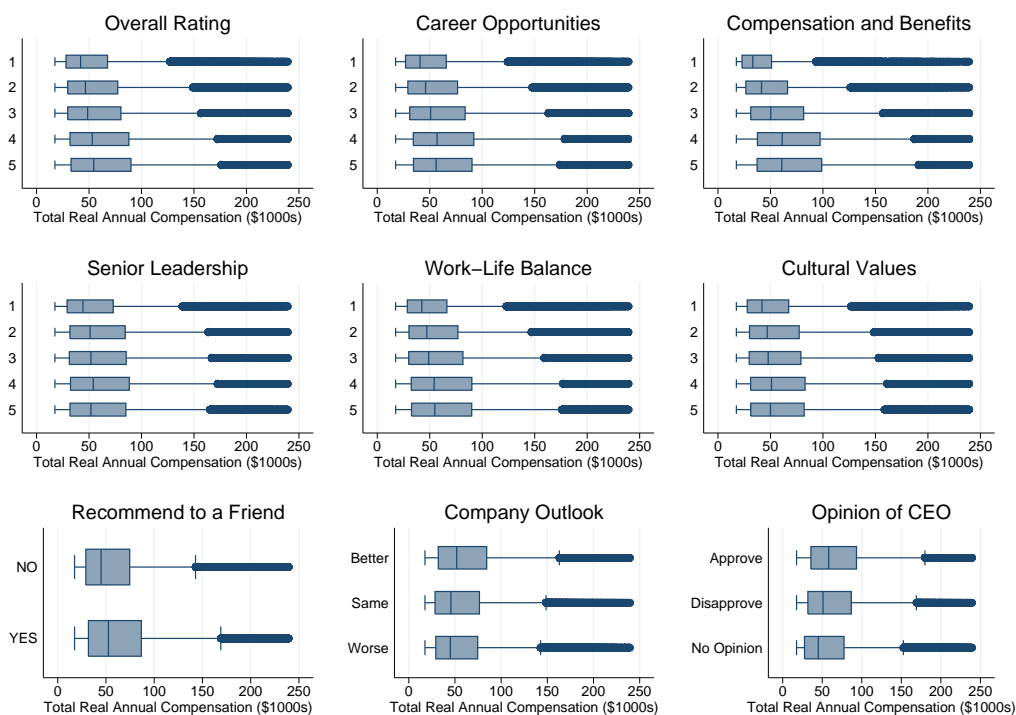 Overall Rating
1
2
3
4
5
0 50 100 150 200 250
Total Real Annual Compensation ($1000s)
Career Opportunities
1
2
3
4
5
0 50 100 150 200 250
Total Real Annual Compensation ($1000s)
Compensation and Benefits
1
2
3
4
5
0 50 100 150 200 250
Total Real Annual Compensation ($1000s)
Senior Leadership
1
2
3
4
5
0 50 100 150 200 250
Total Real Annual Compensation ($1000s)
Work−Life Balance
1
2
3
4
5
0 50 100 150 200 250
Total Real Annual Compensation ($1000s)
Cultural Values
1
2
3
4
5
0 50 100 150 200 250
Total Real Annual Compensation ($1000s)
Recommend to a Friend
NO
YES
0 50 100 150 200 250
Total Real Annual Compensation ($1000s)
Company Outlook
Better
Same
Worse
0 50 100 150 200 250
Total Real Annual Compensation ($1000s)
Opinion of CEO
Approve
Disapprove
No Opinion
0 50 100 150 200 250
Total Real Annual Compensation ($1000s)